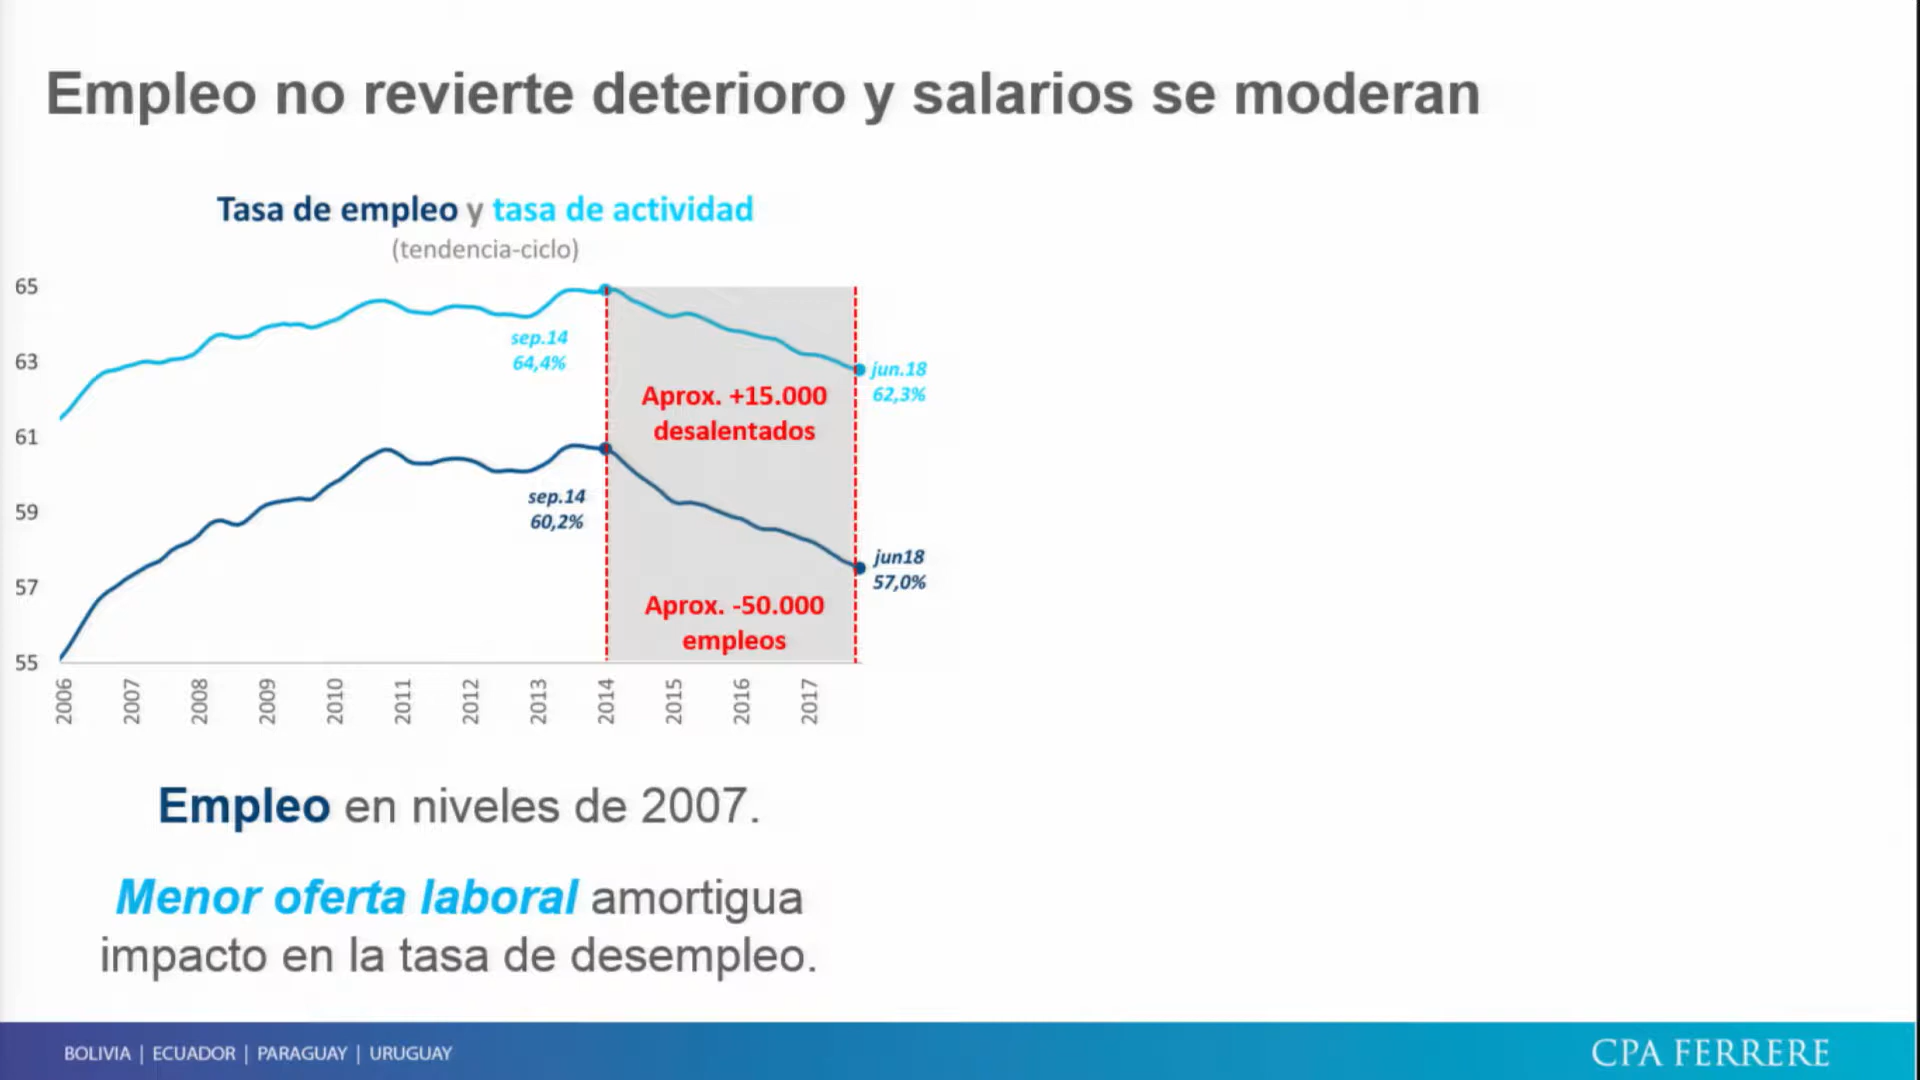 Empleo no revierte deterioro y salarios se moderan
Tasa de empleo y tasa de actividad
(tendencia-ciclo)
65
63
61
59
57
55
sep.14
64,4%
jun.18
62,3%
Aprox. +15.000
desalentados
sep.14
60,2%
jun18
57,0%
Aprox. -50.000
empleos
2006
2007
2008
2009
2010
2011
2012
2013
2014
2015
2016
2017
Empleo en niveles de 2007.
Menor oferta laboral amortigua
impacto en la tasa de desempleo.
BOLIVIA | ECUADOR | PARAGUAY | URUGUAY
CPA FERRERE